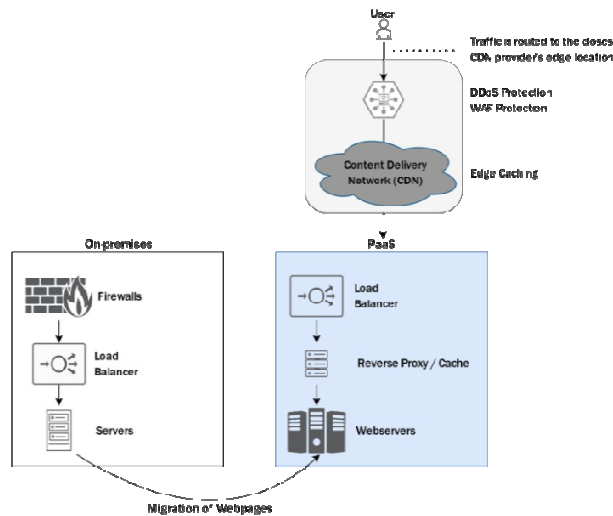 User
Traffic is routed to the closes
CDN provider's edge location
DDoS Protection
WAF Protection
Content Delivery
Network (CDN)
Edge Caching
On-premises
PaaS
Firewalls
Load
Balancer
Load
Balancer
Reverse Proxy / Cache
Servers
Webservers
Migration of Webpages